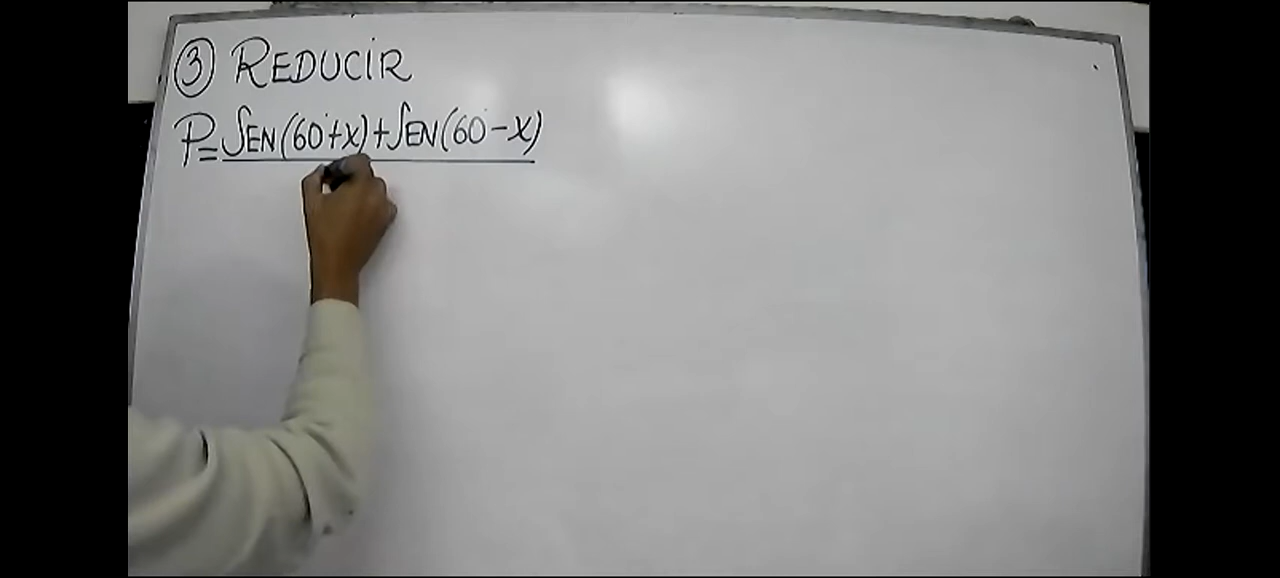 ③ REDUCIR
P = SEN(60°+X)+SEN(60°-X)